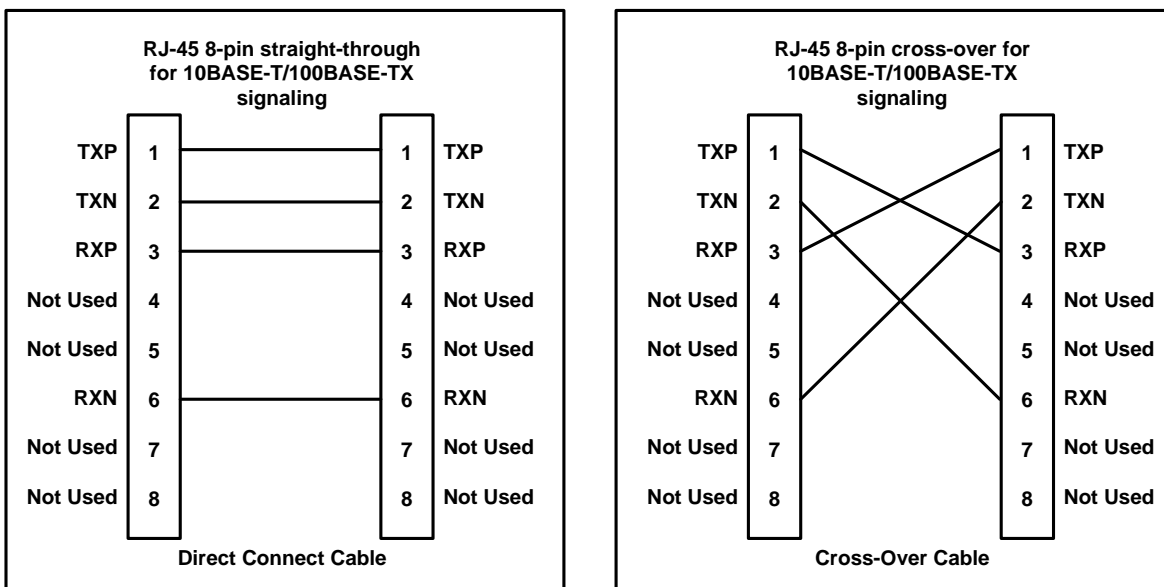 RJ-45 8-pin straight-through
for 10BASE-T/100BASE-TX
signaling
TXP 1 1 TXP
TXN 2 2 TXN
RXP 3 3 RXP
Not Used 4 4 Not Used
Not Used 5 5 Not Used
RXN 6 6 RXN
Not Used 7 7 Not Used
Not Used 8 8 Not Used
Direct Connect Cable
RJ-45 8-pin cross-over for
10BASE-T/100BASE-TX
signaling
TXP 1 1 TXP
TXN 2 2 TXN
RXP 3 3 RXP
Not Used 4 4 Not Used
Not Used 5 5 Not Used
RXN 6 6 RXN
Not Used 7 7 Not Used
Not Used 8 8 Not Used
Cross-Over Cable